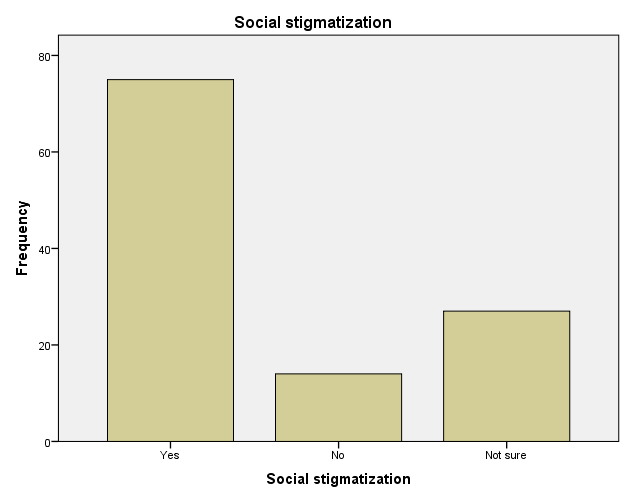 Social stigmatization
Frequency
80
60
40
20
0
Yes
No
Not sure
Social stigmatization